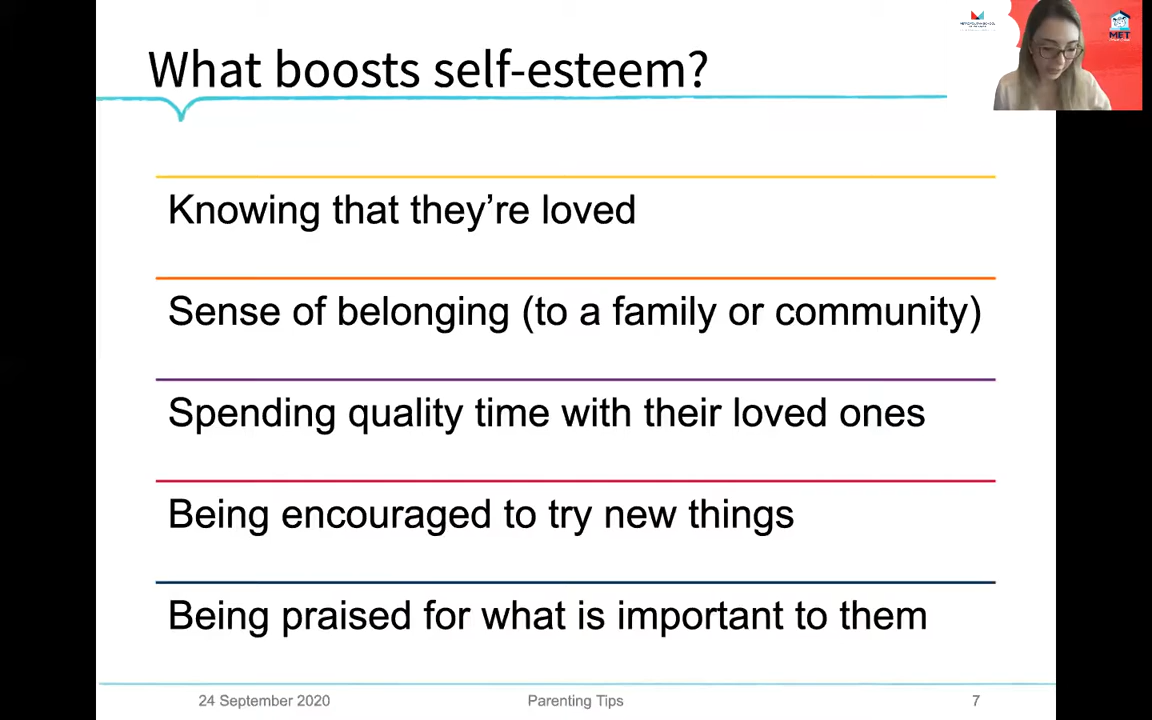 What boosts self-esteem?
MET
Knowing that they’re loved
Sense of belonging (to a family or community)
Spending quality time with their loved ones
Being encouraged to try new things
Being praised for what is important to them
24 September 2020
Parenting Tips
7